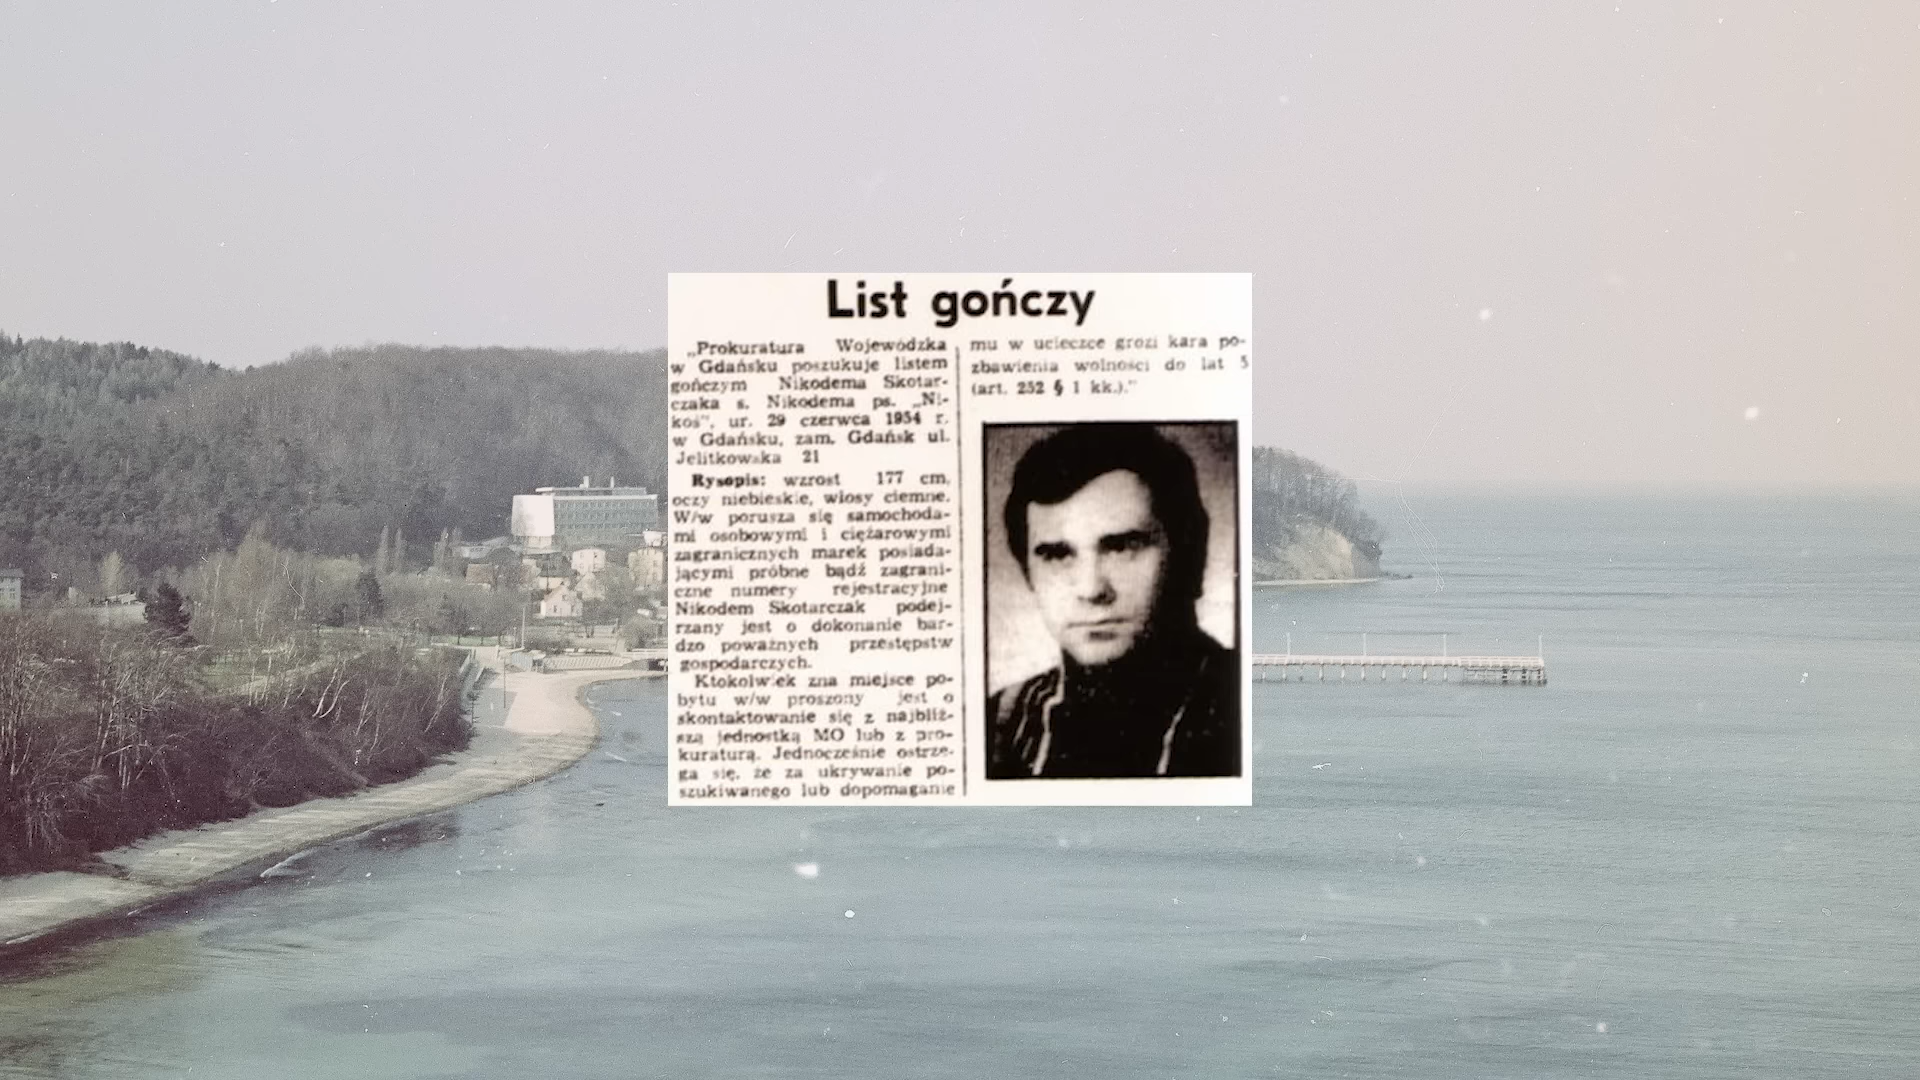 List gończy
„Prokuratura Wojewódzka
w Gdańsku poszukuje listem
gończym Nikodema Skotar-
czaka s. Nikodema ps. „Ni-
koś", ur. 29 czerwca 1954 r.
w Gdańsku, zam. Gdańsk ul.
Jelitkowska 21
Rysopis: wzrost 177 cm,
oczy niebieskie, włosy ciemne.
W/w porusza się samochoda-
mi osobowymi i ciężarowymi
zagranicznych marek posiada-
jącymi próbne bądź zagrani-
czne numery rejestracyjne
Nikodem Skotarczak podej-
rzany jest o dokonanie bar-
dzo poważnych przestępstw
gospodarczych.
Ktokolwiek zna miejsce po-
bytu w/w proszony jest o
skontaktowanie się z najbliż-
szą jednostką MO lub z pro-
kuraturą. Jednocześnie ostrze-
ga się, że za ukrywanie po-
szukiwanego lub dopomaganie
mu w ucieczce grozi kara po-
zbawienia wolności do lat 5
(art. 252 § 1 kk.)."